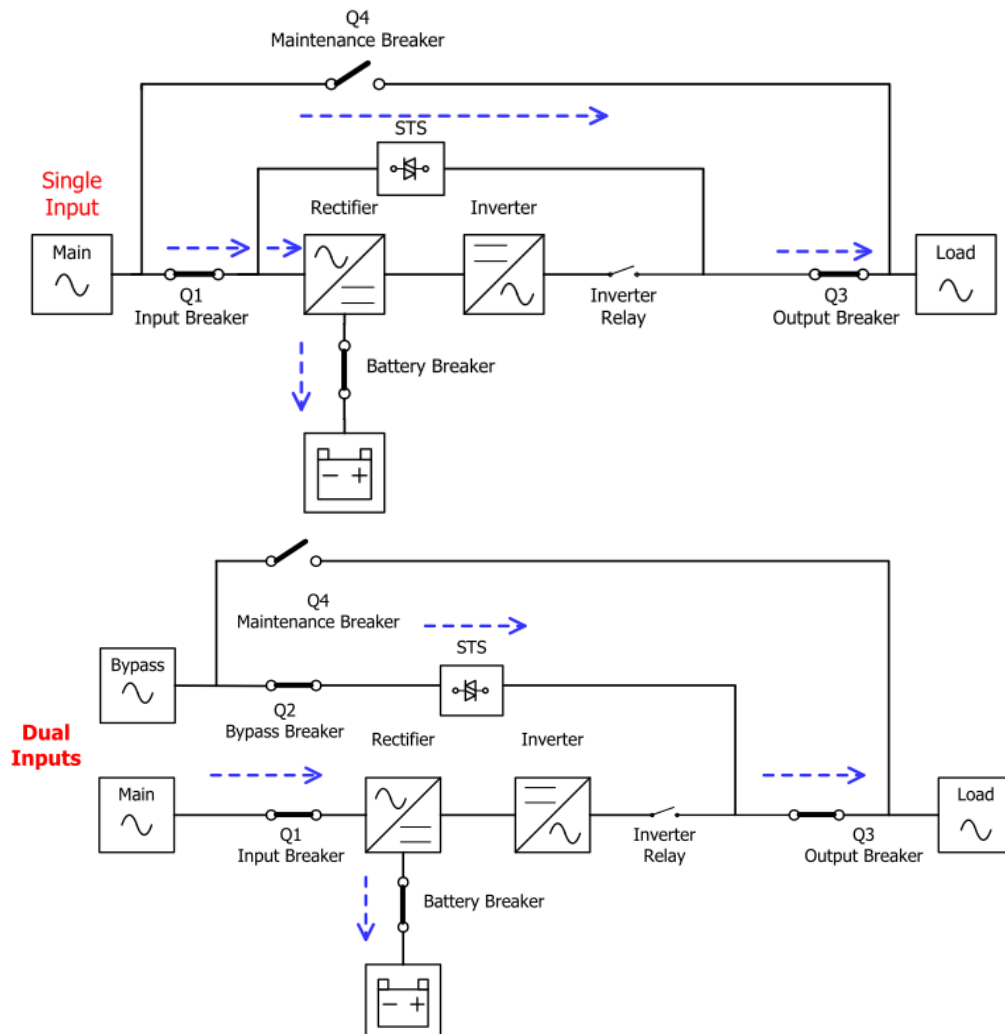 Q4
Maintenance Breaker
STS
Single
Input
Rectifier
Inverter
Main
Load
Q1
Input Breaker
Inverter
Relay
Q3
Output Breaker
Battery Breaker
− +
Q4
Maintenance Breaker
STS
Bypass
Q2
Bypass Breaker
Dual
Inputs
Rectifier
Inverter
Main
Load
Q1
Input Breaker
Inverter
Relay
Q3
Output Breaker
Battery Breaker
− +